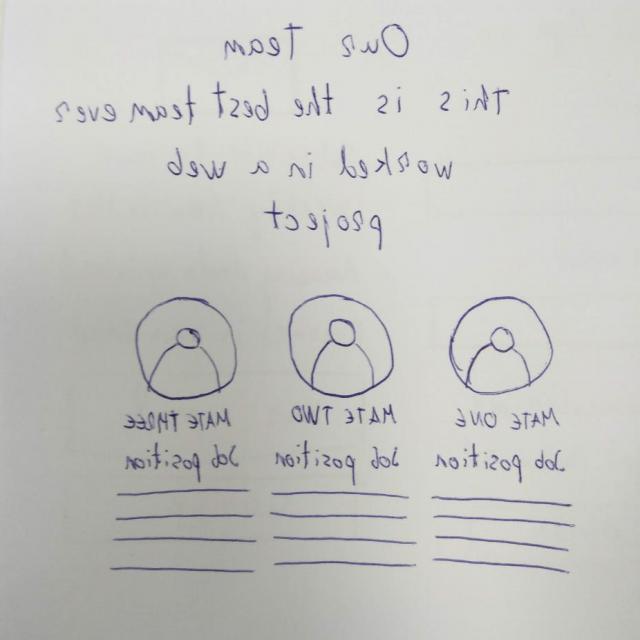 Our Team
This is the best team ever
worked in a web
project
MATE ONE
Job position
MATE TWO
Job position
MATE THREE
Job position